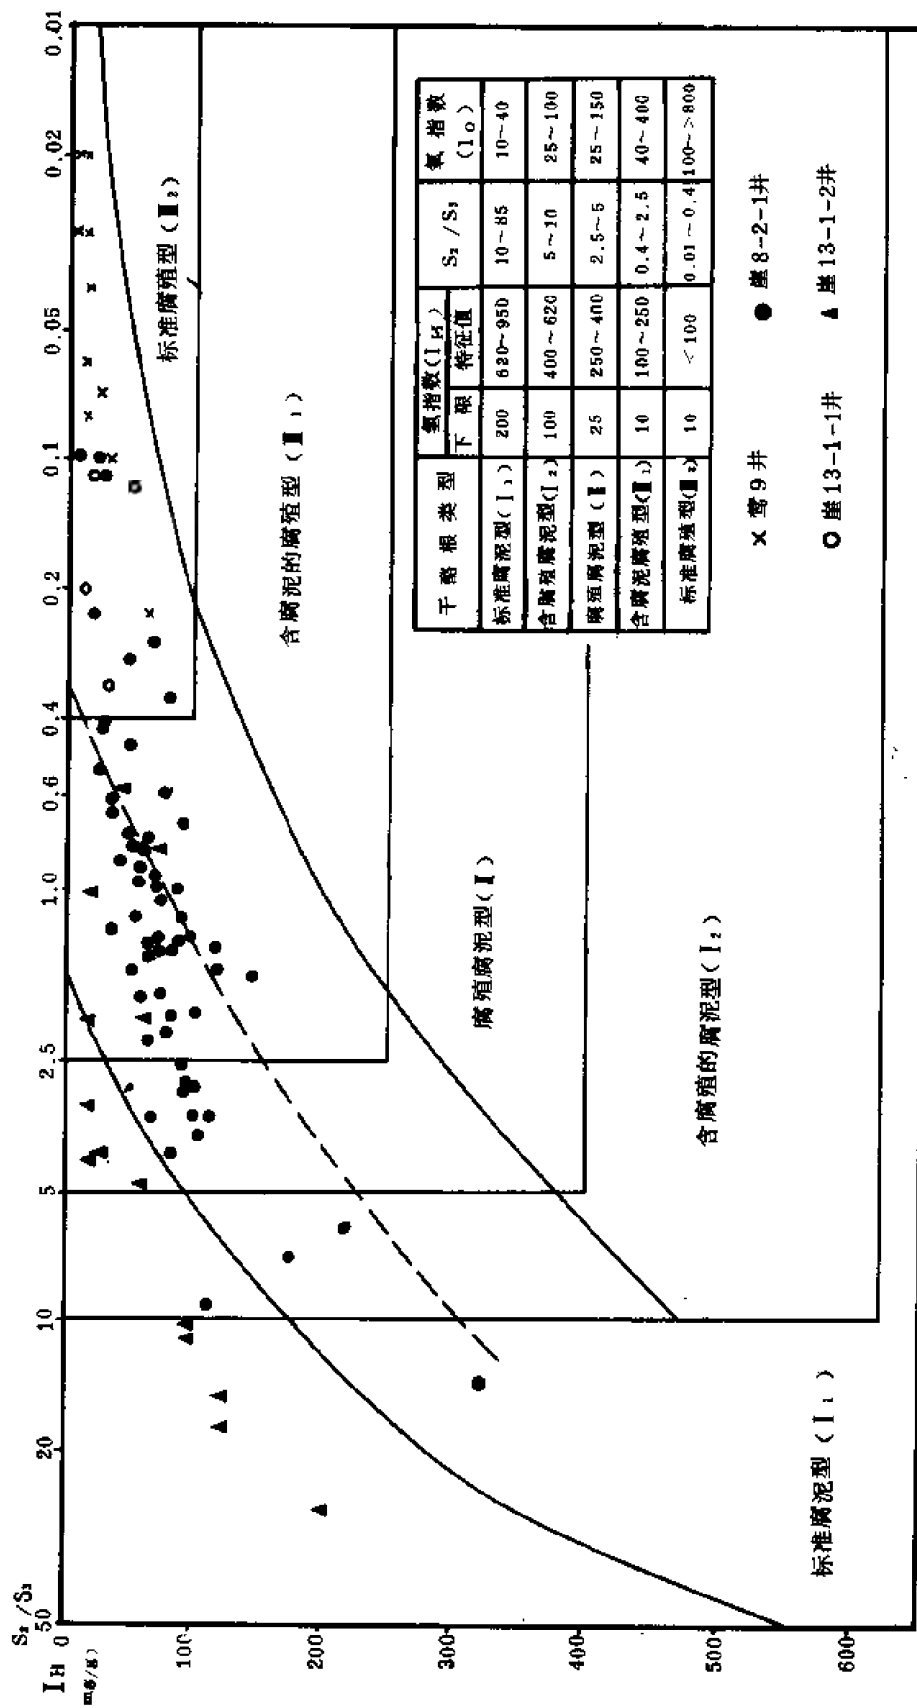 S₂/S₃
50
20
10
5
2.5
1.0
0.6
0.4
0.2
0.1
0.05
0.02
0.01
I_H
mg/g)
0
100
200
300
400
500
600
标准腐殖型(Ⅲ₂)
含腐泥的腐殖型(Ⅲ₁)
腐殖腐泥型(Ⅱ)
含腐殖的腐泥型(Ⅰ₂)
标准腐泥型(Ⅰ₁)
干酪根类型 氢指数(I_H) S₂/S₃ 氧指数(I_O)
下限 特征值
标准腐泥型(Ⅰ₁) 200 620~950 10~85 10~40
含腐殖腐泥型(Ⅰ₂) 100 400~620 5~10 25~100
腐殖腐泥型(Ⅱ) 25 250~400 2.5~5 25~150
含腐泥腐殖型(Ⅲ₁) 10 100~250 0.4~2.5 40~400
标准腐殖型(Ⅲ₂) 10 <100 0.01~0.4 100~>800
× 莺9井 ● 崖8-2-1井
○ 崖13-1-1井 ▲ 崖13-1-2井